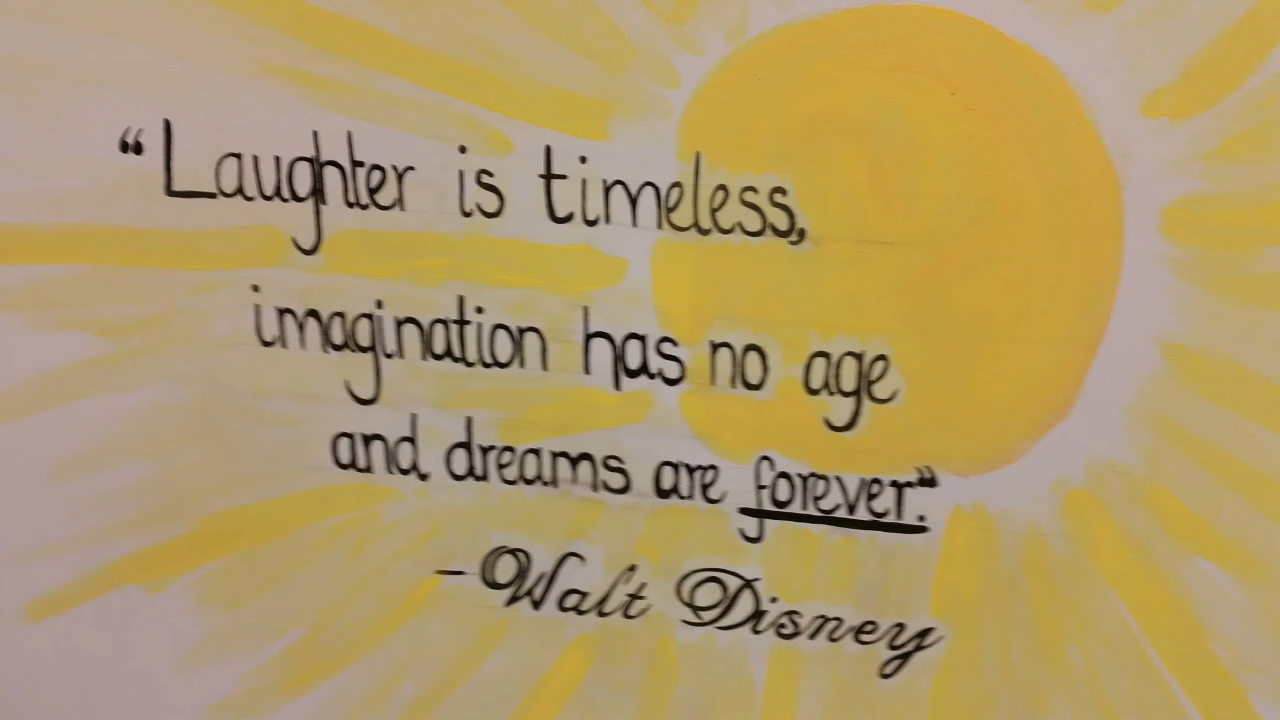 “Laughter is timeless,
imagination has no age
and dreams are forever.”
- Walt Disney